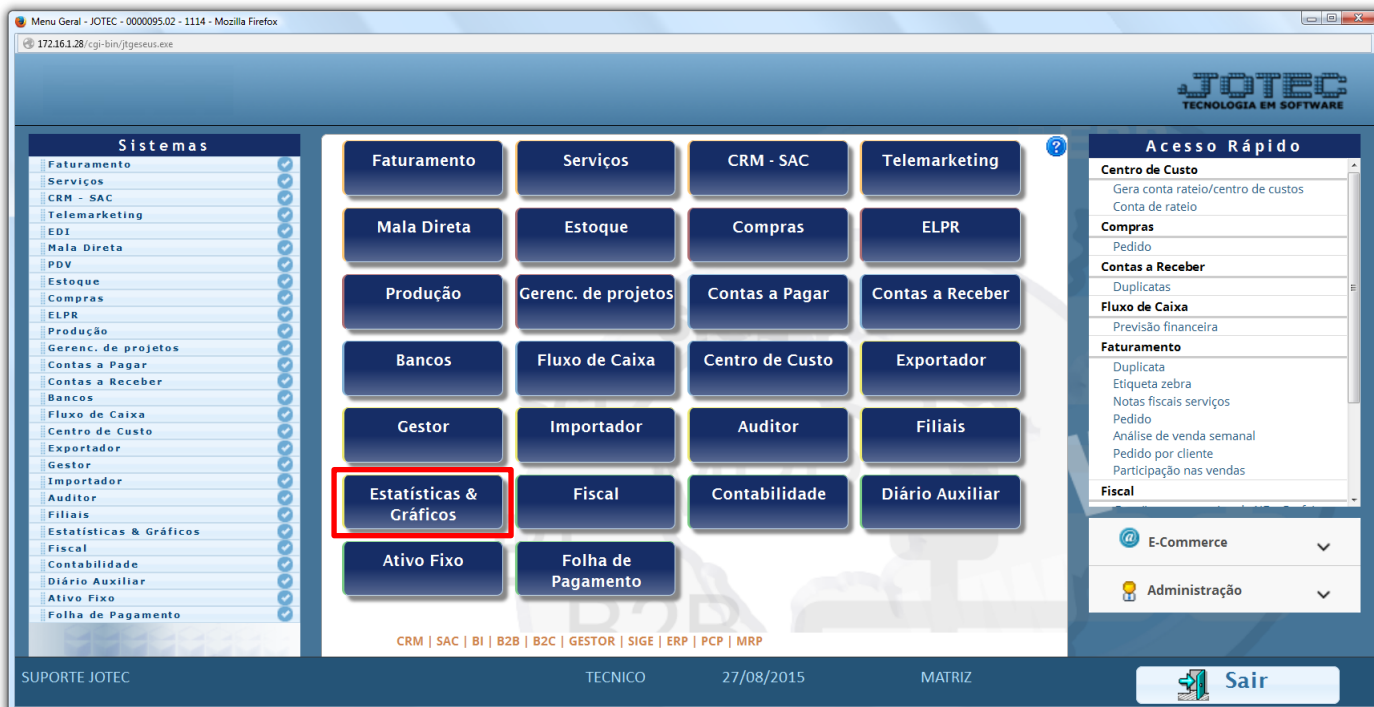 Menu Geral - JOTEC - 0000095.02 - 1114 - Mozilla Firefox
172.16.1.28/cgi-bin/jtgeseus.exe
JOTEC
TECNOLOGIA EM SOFTWARE
Sistemas
Faturamento
Serviços
CRM - SAC
Telemarketing
EDI
Mala Direta
PDV
Estoque
Compras
ELPR
Produção
Gerenc. de projetos
Contas a Pagar
Contas a Receber
Bancos
Fluxo de Caixa
Centro de Custo
Exportador
Gestor
Importador
Auditor
Filiais
Estatísticas & Gráficos
Fiscal
Contabilidade
Diário Auxiliar
Ativo Fixo
Folha de Pagamento
Faturamento
Serviços
CRM - SAC
Telemarketing
Mala Direta
Estoque
Compras
ELPR
Produção
Gerenc. de projetos
Contas a Pagar
Contas a Receber
Bancos
Fluxo de Caixa
Centro de Custo
Exportador
Gestor
Importador
Auditor
Filiais
Estatísticas &
Gráficos
Fiscal
Contabilidade
Diário Auxiliar
Ativo Fixo
Folha de
Pagamento
B2B
CRM | SAC | BI | B2B | B2C | GESTOR | SIGE | ERP | PCP | MRP
Acesso Rápido
Centro de Custo
Gera conta rateio/centro de custos
Conta de rateio
Compras
Pedido
Contas a Receber
Duplicatas
Fluxo de Caixa
Previsão financeira
Faturamento
Duplicata
Etiqueta zebra
Notas fiscais serviços
Pedido
Análise de venda semanal
Pedido por cliente
Participação nas vendas
Fiscal
E-Commerce
Administração
SUPORTE JOTEC
TECNICO
27/08/2015
MATRIZ
Sair